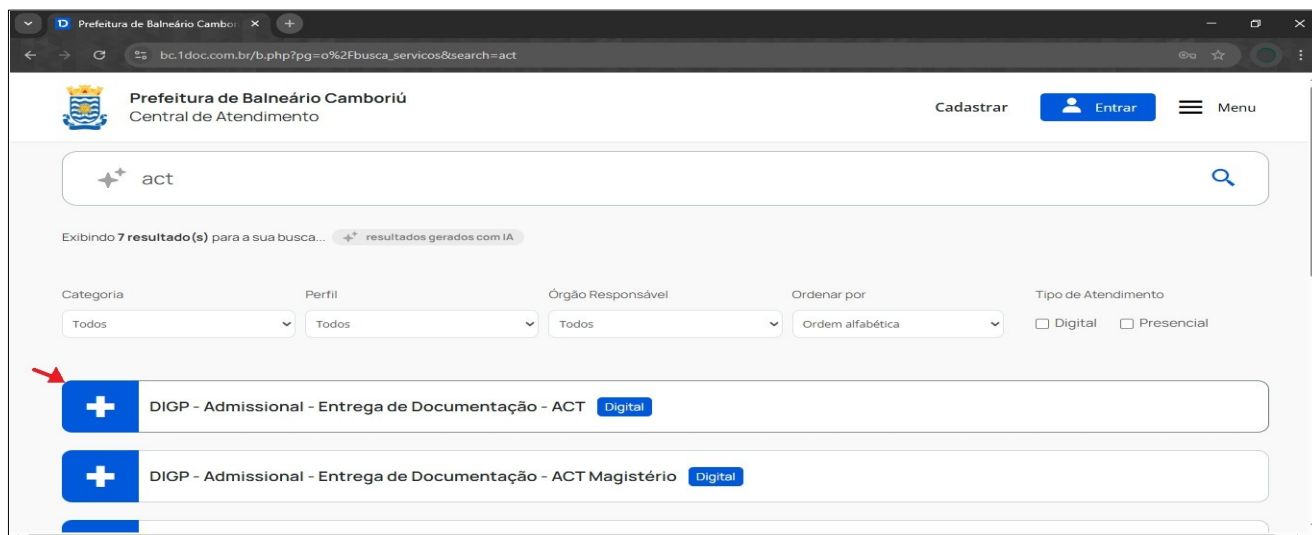 Prefeitura de Balneário Cambor
bc.1doc.com.br/b.php?pg=o%2Fbusca_servicos&search=act
Prefeitura de Balneário Camboriú
Central de Atendimento
Cadastrar
Entrar
Menu
act
Exibindo 7 resultado(s) para a sua busca... resultados gerados com IA
Categoria Perfil Órgão Responsável Ordenar por Tipo de Atendimento
Todos Todos Todos Ordem alfabética Digital Presencial
DIGP - Admissional - Entrega de Documentação - ACT Digital
DIGP - Admissional - Entrega de Documentação - ACT Magistério Digital